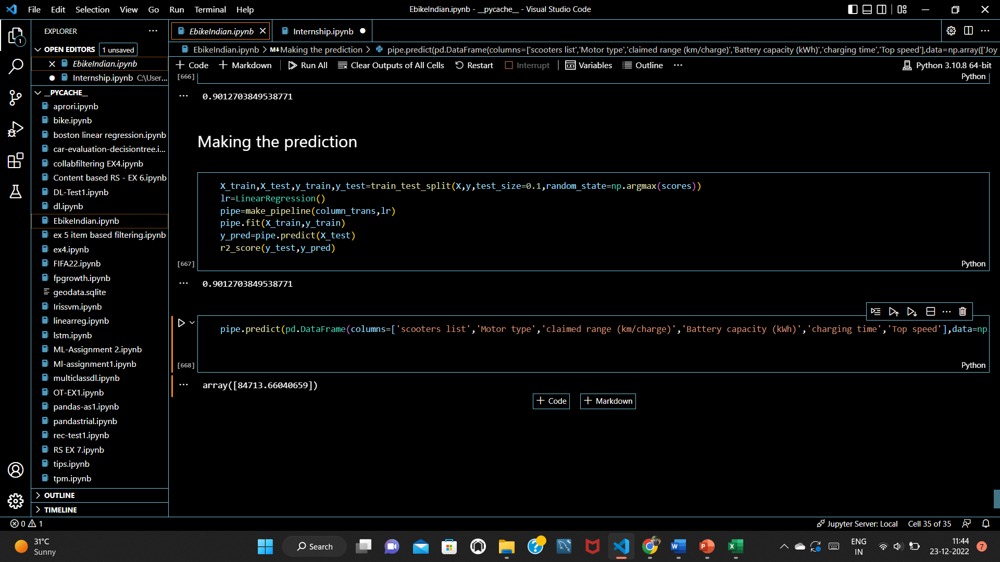 File Edit Selection View Go Run Terminal Help
EbikeIndian.ipynb - __pycache__ - Visual Studio Code
EXPLORER
EbikeIndian.ipynb
Internship.ipynb
OPEN EDITORS 1 unsaved
EbikeIndian.ipynb
Internship.ipynb C:\User...
__PYCACHE__
aprori.ipynb
bike.ipynb
boston linear regression.ipynb
car-evaluation-decisiontree.i...
collabfiltering EX4.ipynb
Content based RS - EX 6.ipynb
DL-Test1.ipynb
dl.ipynb
EbikeIndian.ipynb
ex 5 item based filtering.ipynb
ex4.ipynb
FIFA22.ipynb
fpgrowth.ipynb
geodata.sqlite
Irissvm.ipynb
linearreg.ipynb
lstm.ipynb
ML-Assignment 2.ipynb
Ml-assignment1.ipynb
multiclassdl.ipynb
OT-EX1.ipynb
pandas-as1.ipynb
pandastrial.ipynb
rec-test1.ipynb
RS EX 7.ipynb
tips.ipynb
tpm.ipynb
OUTLINE
TIMELINE
EbikeIndian.ipynb > M↓Making the prediction > pipe.predict(pd.DataFrame(columns=['scooters list','Motor type','claimed range (km/charge)','Battery capacity (kWh)','charging time','Top speed'],data=np.array(['Joy
+ Code + Markdown Run All Clear Outputs of All Cells Restart Interrupt Variables Outline ... Python 3.10.8 64-bit
[666] Python
... 0.9012703849538771
Making the prediction
X_train,X_test,y_train,y_test=train_test_split(X,y,test_size=0.1,random_state=np.argmax(scores))
lr=LinearRegression()
pipe=make_pipeline(column_trans,lr)
pipe.fit(X_train,y_train)
y_pred=pipe.predict(X_test)
r2_score(y_test,y_pred)
[667] Python
... 0.9012703849538771
pipe.predict(pd.DataFrame(columns=['scooters list','Motor type','claimed range (km/charge)','Battery capacity (kWh)','charging time','Top speed'],data=np.
[668] Python
... array([84713.66040659])
+ Code + Markdown
0 1
Jupyter Server: Local Cell 35 of 35
31°C
Sunny
Search
ENG
IN
11:44
23-12-2022
7